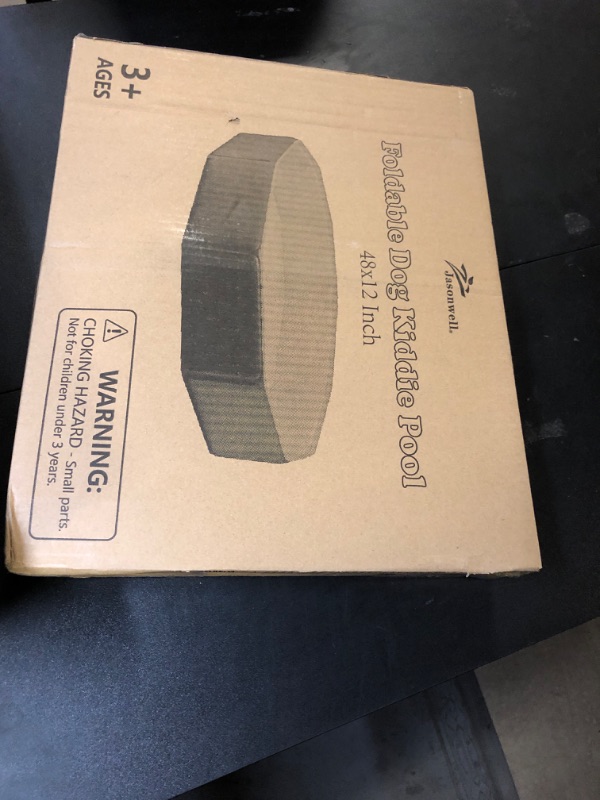 Jasonwell®
Foldable Dog Kiddie Pool
48x12 Inch
3+
AGES
WARNING:
CHOKING HAZARD - Small parts.
Not for children under 3 years.